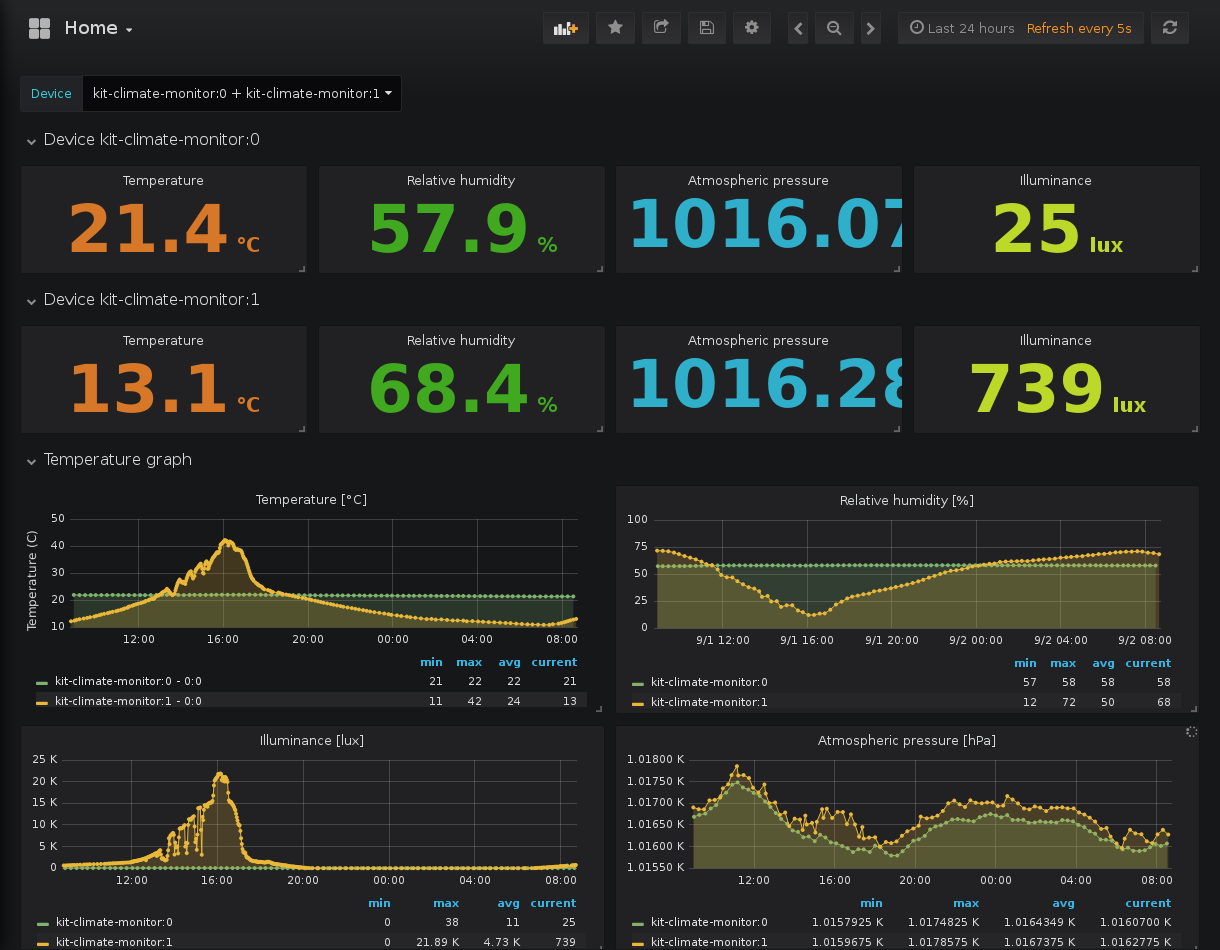 Home
Last 24 hours Refresh every 5s
Device kit-climate-monitor:0 + kit-climate-monitor:1
Device kit-climate-monitor:0
Temperature Relative humidity Atmospheric pressure Illuminance
21.4 °C 57.9 % 1016.07 25 lux
Device kit-climate-monitor:1
Temperature Relative humidity Atmospheric pressure Illuminance
13.1 °C 68.4 % 1016.28 739 lux
Temperature graph
Temperature [°C]
Temperature (C)
50
40
30
20
10
12:00 16:00 20:00 00:00 04:00 08:00
min max avg current
kit-climate-monitor:0 - 0:0 21 22 22 21
kit-climate-monitor:1 - 0:0 11 42 24 13
Relative humidity [%]
100
75
50
25
0
9/1 12:00 9/1 16:00 9/1 20:00 9/2 00:00 9/2 04:00 9/2 08:00
min max avg current
kit-climate-monitor:0 57 58 58 58
kit-climate-monitor:1 12 72 50 68
Illuminance [lux]
25 K
20 K
15 K
10 K
5 K
0
12:00 16:00 20:00 00:00 04:00 08:00
min max avg current
kit-climate-monitor:0 0 38 11 25
kit-climate-monitor:1 0 21.89 K 4.73 K 739
Atmospheric pressure [hPa]
1.01800 K
1.01750 K
1.01700 K
1.01650 K
1.01600 K
1.01550 K
12:00 16:00 20:00 00:00 04:00 08:00
min max avg current
kit-climate-monitor:0 1.0157925 K 1.0174825 K 1.0164349 K 1.0160700 K
kit-climate-monitor:1 1.0159675 K 1.0178575 K 1.0167375 K 1.0162775 K